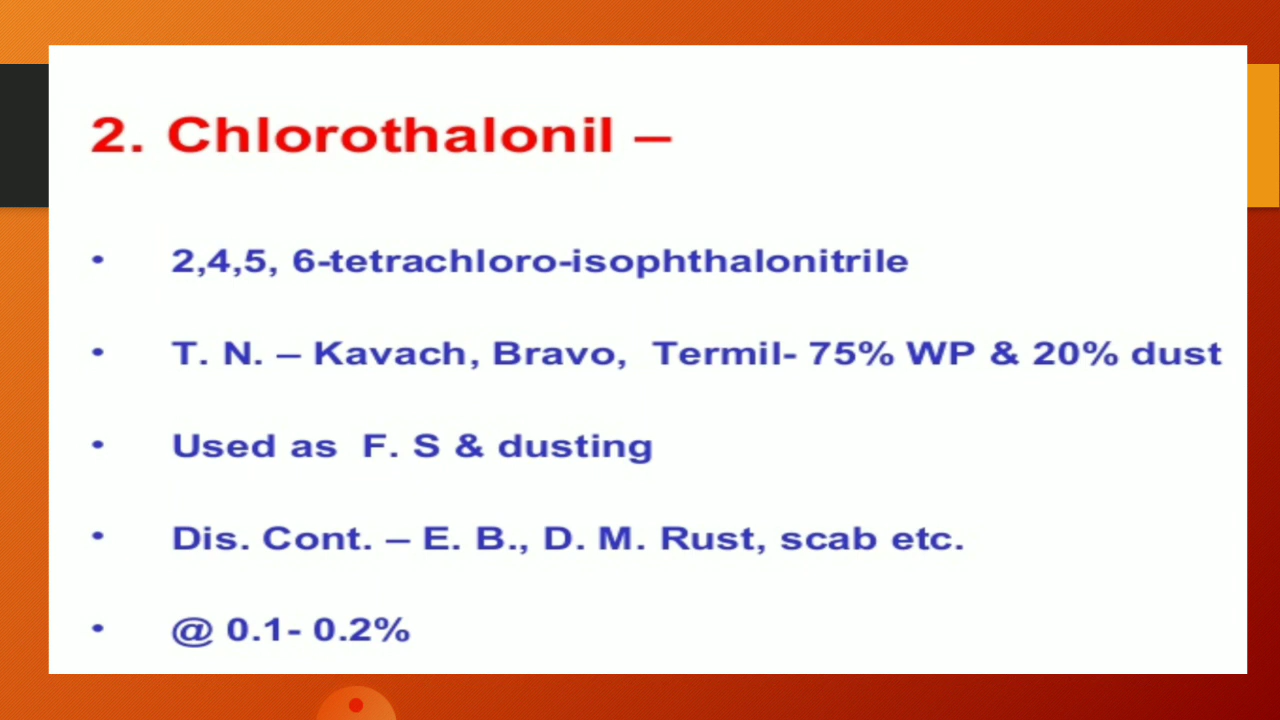 2. Chlorothalonil –
• 2,4,5, 6-tetrachloro-isophthalonitrile
• T. N. – Kavach, Bravo, Termil- 75% WP & 20% dust
• Used as F. S & dusting
• Dis. Cont. – E. B., D. M. Rust, scab etc.
• @ 0.1- 0.2%